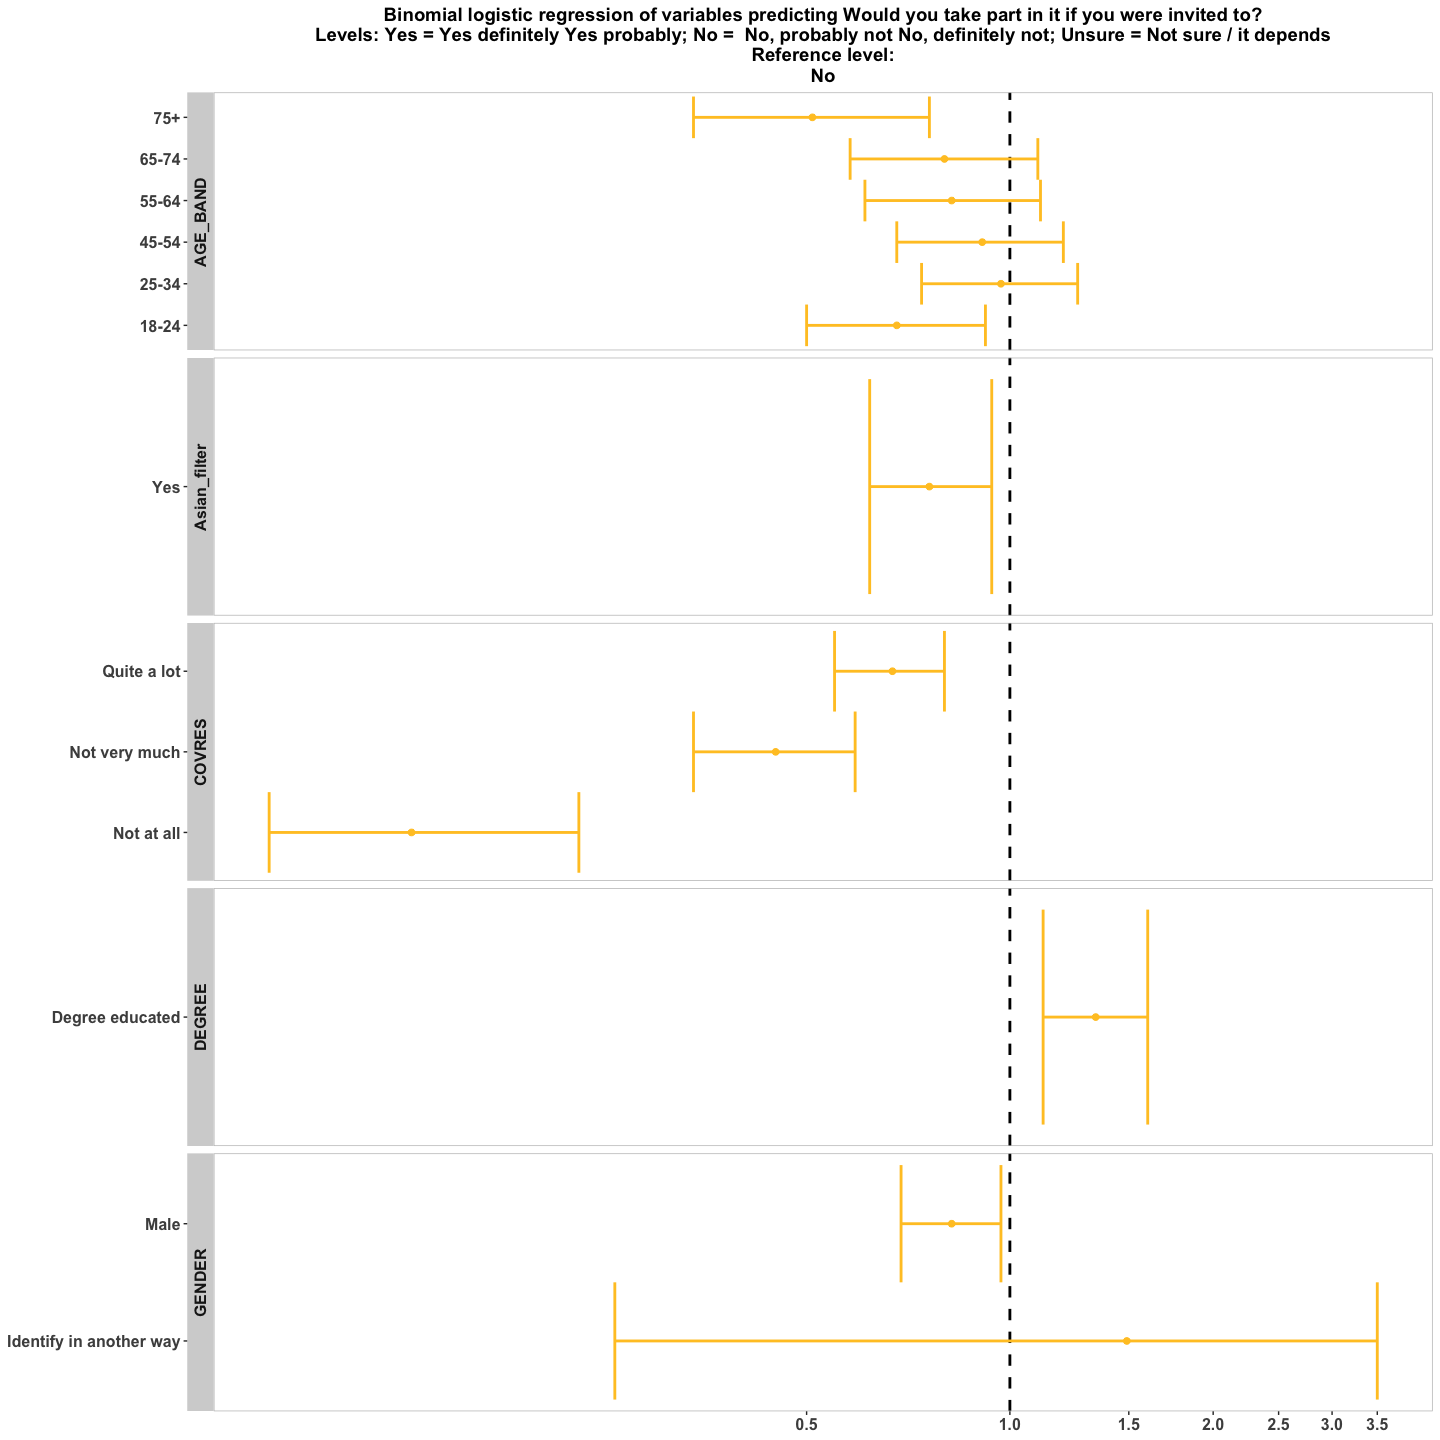 Binomial logistic regression of variables predicting Would you take part in it if you were invited to?
Levels: Yes = Yes definitely Yes probably; No =  No, probably not No, definitely not; Unsure = Not sure / it depends
Reference level:
No
AGE_BAND
75+
65-74
55-64
45-54
25-34
18-24
Asian_filter
Yes
COVRES
Quite a lot
Not very much
Not at all
DEGREE
Degree educated
GENDER
Male
Identify in another way
0.5 1.0 1.5 2.0 2.5 3.0 3.5